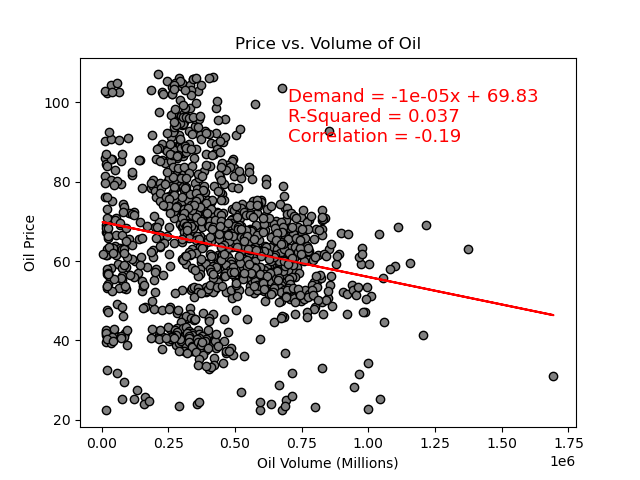 Price vs. Volume of Oil
Demand = -1e-05x + 69.83
R-Squared = 0.037
Correlation = -0.19
Oil Price
100
80
60
40
20
0.00 0.25 0.50 0.75 1.00 1.25 1.50 1.75
1e6
Oil Volume (Millions)